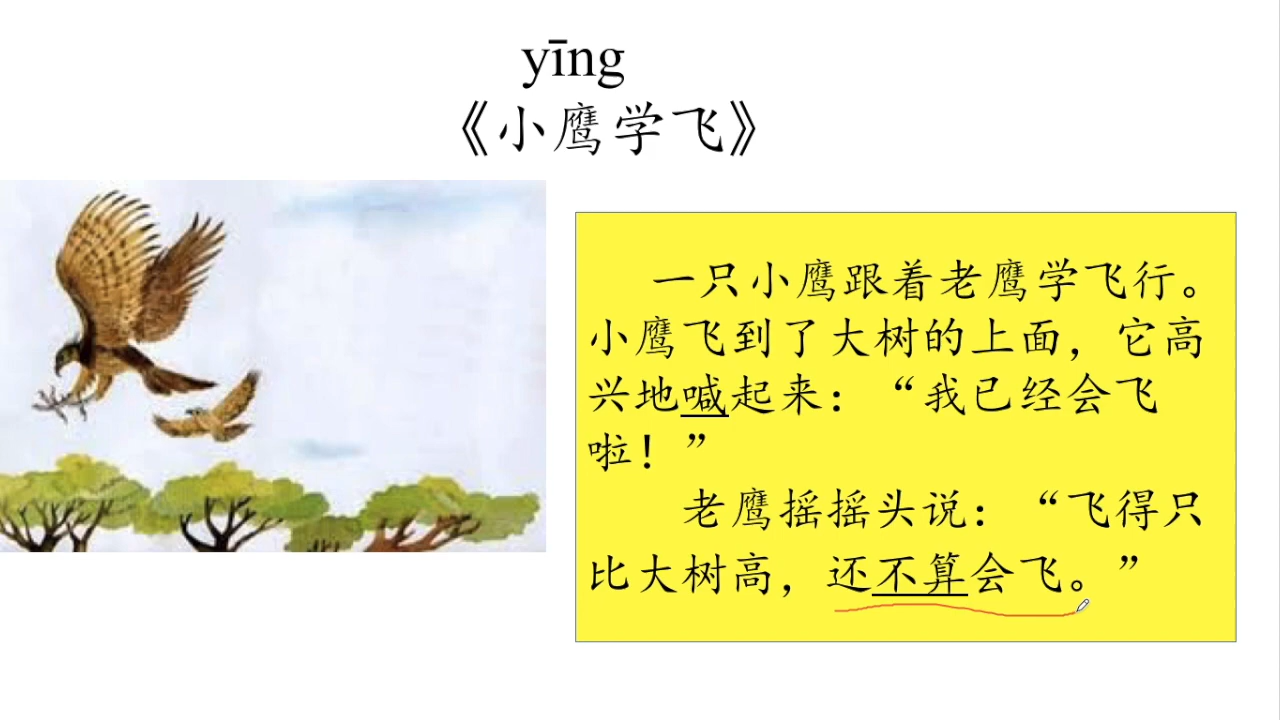 yīng
《小鹰学飞》
一只小鹰跟着老鹰学飞行。
小鹰飞到了大树的上面，它高
兴地喊起来：“我已经会飞
啦！”
老鹰摇摇头说：“飞得只
比大树高，还不算会飞。”